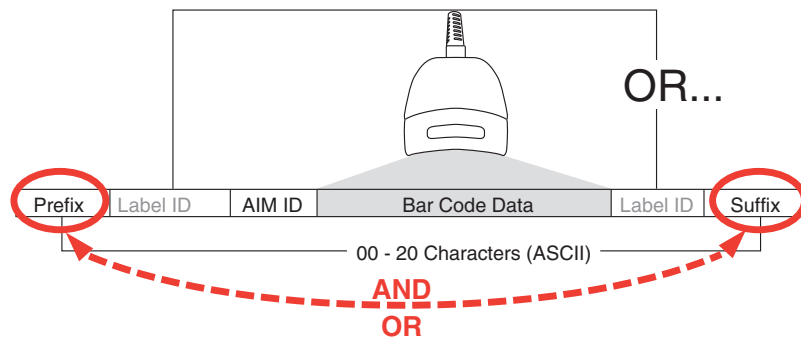 OR...
Prefix Label ID AIM ID Bar Code Data Label ID Suffix
00 - 20 Characters (ASCII)
AND
OR